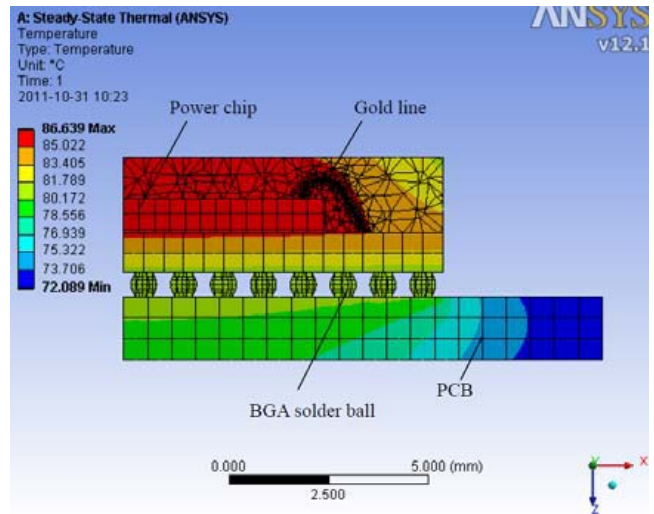 A: Steady-State Thermal (ANSYS)
Temperature
Type: Temperature
Unit: °C
Time: 1
2011-10-31 10:23
ANSYS
v12.1
Power chip
Gold line
86.639 Max
85.022
83.405
81.789
80.172
78.556
76.939
75.322
73.706
72.089 Min
PCB
BGA solder ball
0.000
5.000 (mm)
2.500
Y
X
Z